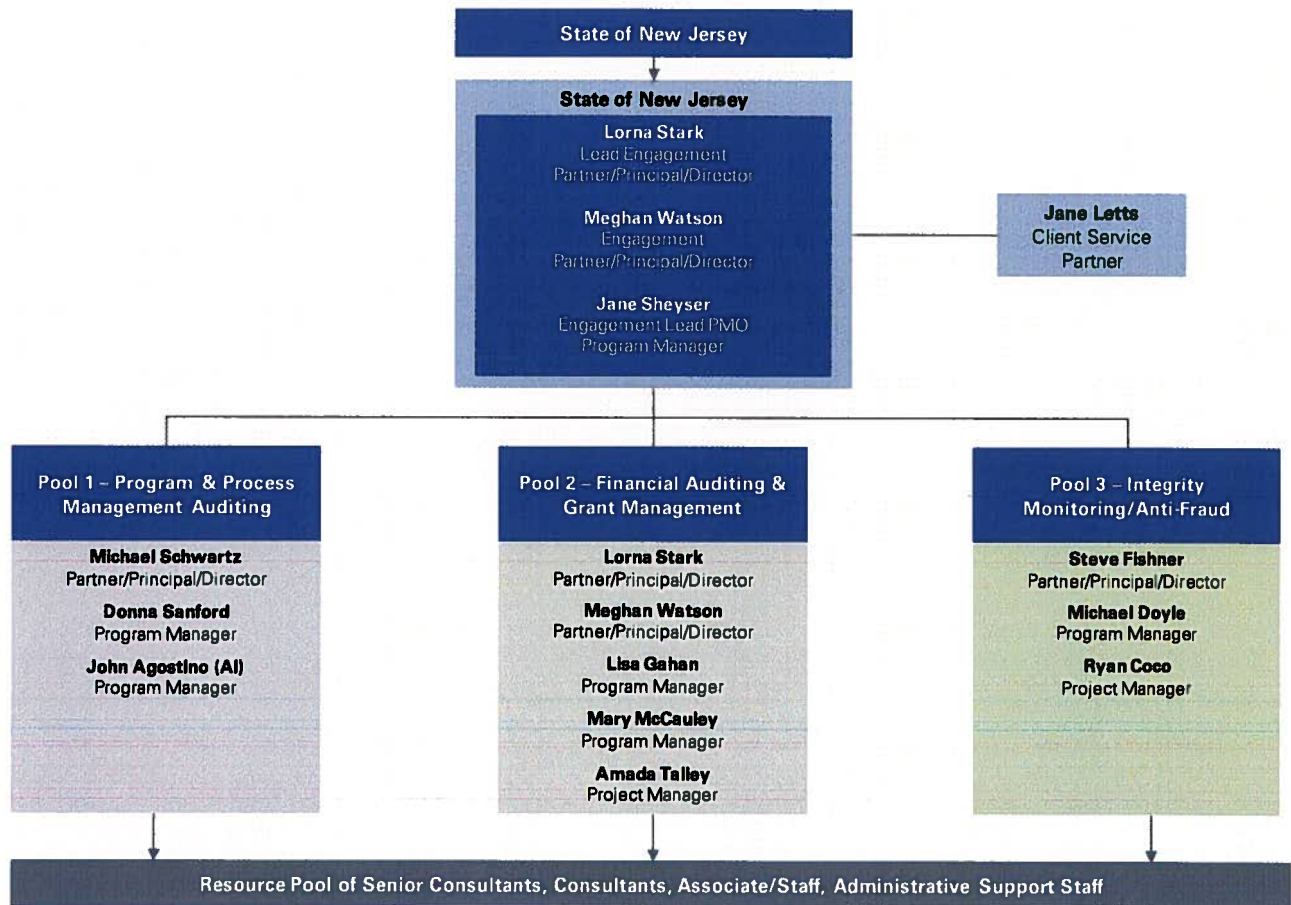 State of New Jersey
State of New Jersey
Lorna Stark
Lead Engagement
Partner/Principal/Director
Meghan Watson
Engagement
Partner/Principal/Director
Jane Sheyser
Engagement Lead PMO
Program Manager
Jane Letts
Client Service
Partner
Pool 1 – Program & Process
Management Auditing
Michael Schwartz
Partner/Principal/Director
Donna Sanford
Program Manager
John Agostino (Al)
Program Manager
Pool 2 – Financial Auditing &
Grant Management
Lorna Stark
Partner/Principal/Director
Meghan Watson
Partner/Principal/Director
Lisa Gahan
Program Manager
Mary McCauley
Program Manager
Amada Talley
Project Manager
Pool 3 – Integrity
Monitoring/Anti-Fraud
Steve Fishner
Partner/Principal/Director
Michael Doyle
Program Manager
Ryan Coco
Project Manager
Resource Pool of Senior Consultants, Consultants, Associate/Staff, Administrative Support Staff